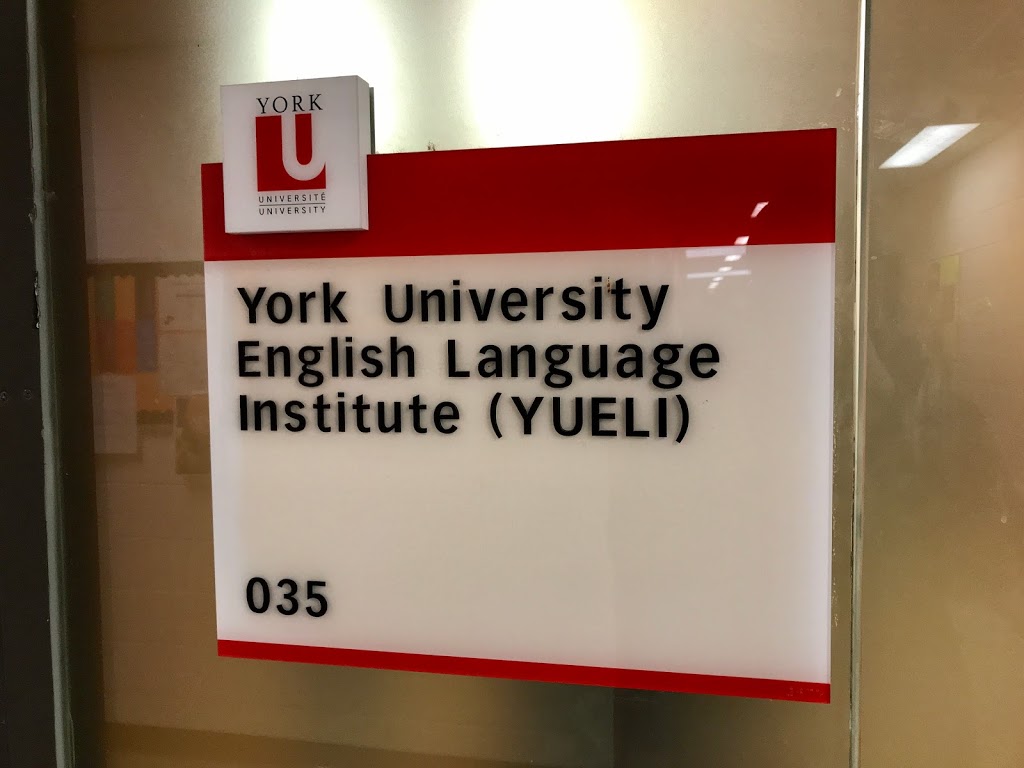 YORK
U
UNIVERSITÉ
UNIVERSITY
York University
English Language
Institute (YUELI)
035